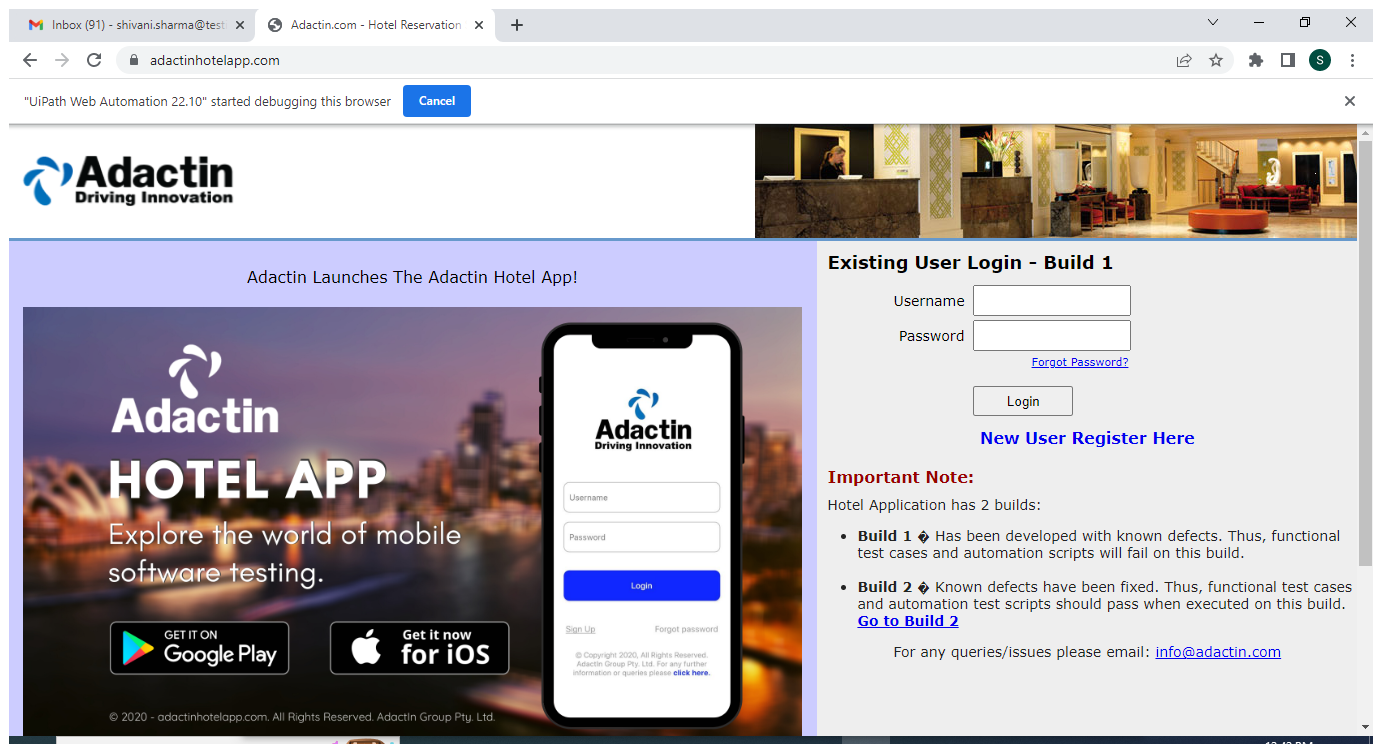 Inbox (91) - shivani.sharma@test
Adactin.com - Hotel Reservation
adactinhotelapp.com
S
"UiPath Web Automation 22.10" started debugging this browser
Cancel
Adactin
Driving Innovation
Adactin Launches The Adactin Hotel App!
Adactin
HOTEL APP
Explore the world of mobile
software testing.
GET IT ON
Google Play
Get it now
for iOS
© 2020 - adactinhotelapp.com. All Rights Reserved. AdactIn Group Pty. Ltd.
Adactin
Driving Innovation
Username
Password
Login
Sign Up Forgot password
© Copyright 2020, All Rights Reserved.
AdactIn Group Pty. Ltd. For any further
information or queries please click here.
Existing User Login - Build 1
Username
Password
Forgot Password?
Login
New User Register Here
Important Note:
Hotel Application has 2 builds:
• Build 1 � Has been developed with known defects. Thus, functional
test cases and automation scripts will fail on this build.
• Build 2 � Known defects have been fixed. Thus, functional test cases
and automation test scripts should pass when executed on this build.
Go to Build 2
For any queries/issues please email: info@adactin.com